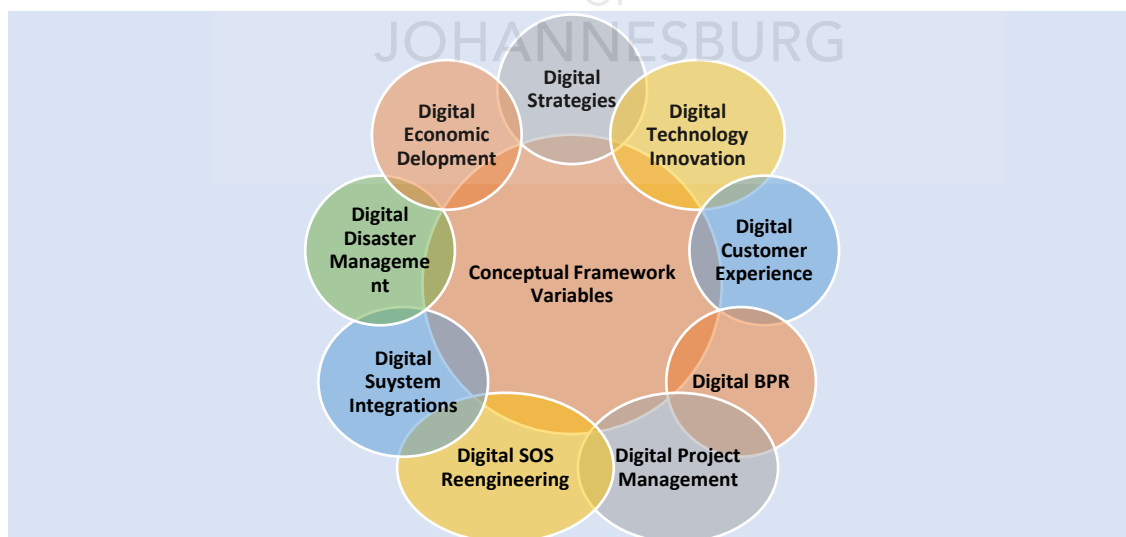 JOHANNESBURG
Digital
Strategies
Digital
Technology
Innovation
Digital
Customer
Experience
Digital BPR
Digital Project
Management
Digital SOS
Reengineering
Digital
Suystem
Integrations
Digital
Disaster
Manageme
nt
Digital
Economic
Delopment
Conceptual Framework
Variables